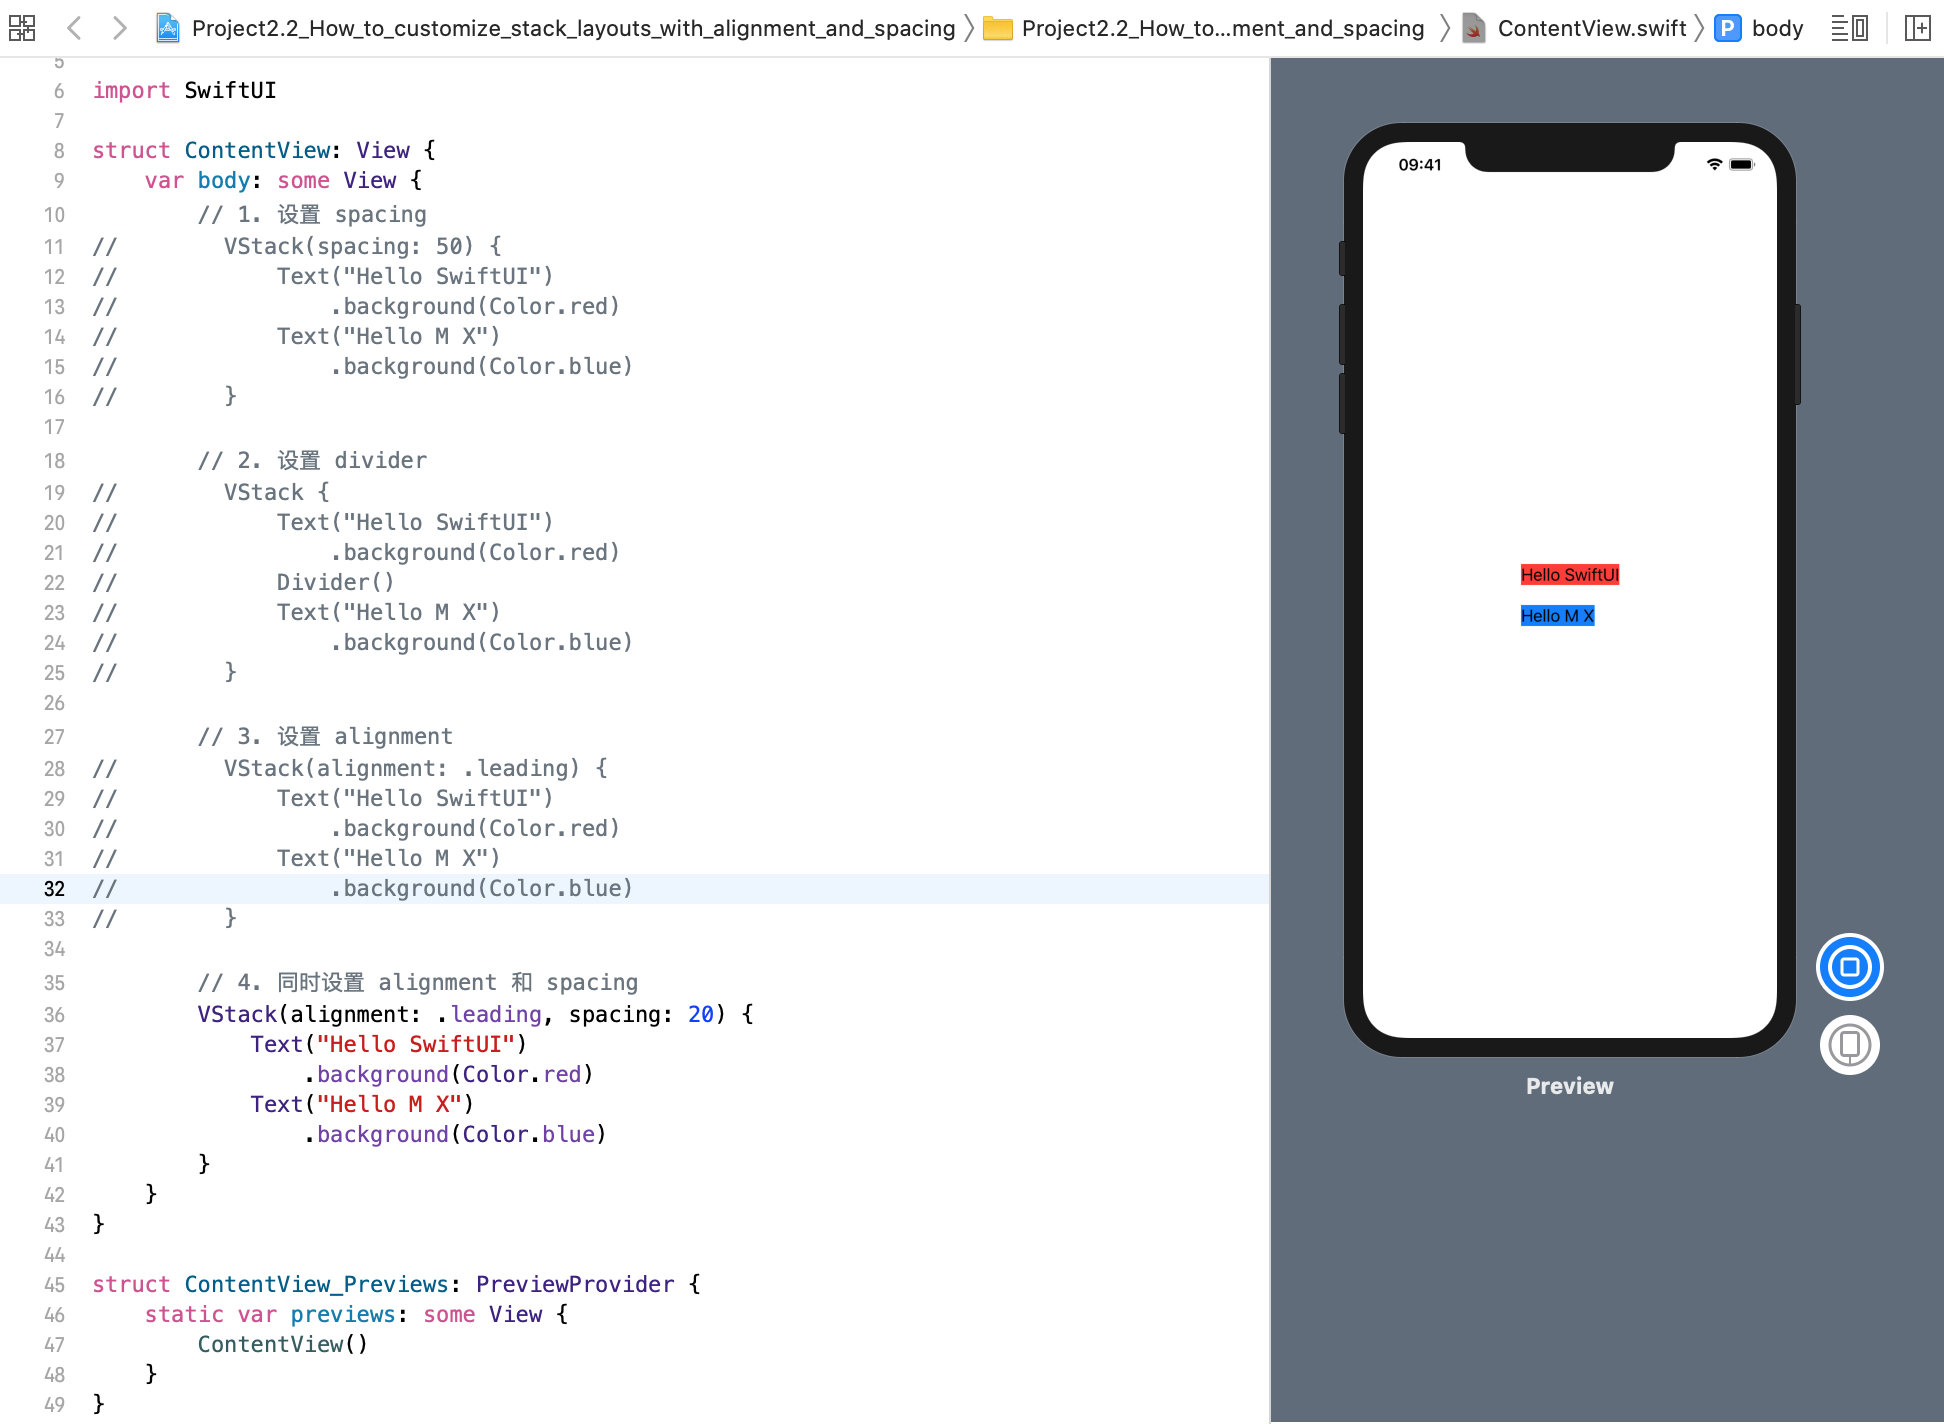 Project2.2_How_to_customize_stack_layouts_with_alignment_and_spacing Project2.2_How_to...ment_and_spacing ContentView.swift P body
5
6 import SwiftUI
7
8 struct ContentView: View {
9     var body: some View {
10         // 1. 设置 spacing
11 //        VStack(spacing: 50) {
12 //            Text("Hello SwiftUI")
13 //                .background(Color.red)
14 //            Text("Hello M X")
15 //                .background(Color.blue)
16 //        }
17
18         // 2. 设置 divider
19 //        VStack {
20 //            Text("Hello SwiftUI")
21 //                .background(Color.red)
22 //            Divider()
23 //            Text("Hello M X")
24 //                .background(Color.blue)
25 //        }
26
27         // 3. 设置 alignment
28 //        VStack(alignment: .leading) {
29 //            Text("Hello SwiftUI")
30 //                .background(Color.red)
31 //            Text("Hello M X")
32 //                .background(Color.blue)
33 //        }
34
35         // 4. 同时设置 alignment 和 spacing
36         VStack(alignment: .leading, spacing: 20) {
37             Text("Hello SwiftUI")
38                 .background(Color.red)
39             Text("Hello M X")
40                 .background(Color.blue)
41         }
42     }
43 }
44
45 struct ContentView_Previews: PreviewProvider {
46     static var previews: some View {
47         ContentView()
48     }
49 }
09:41
Hello SwiftUI
Hello M X
Preview